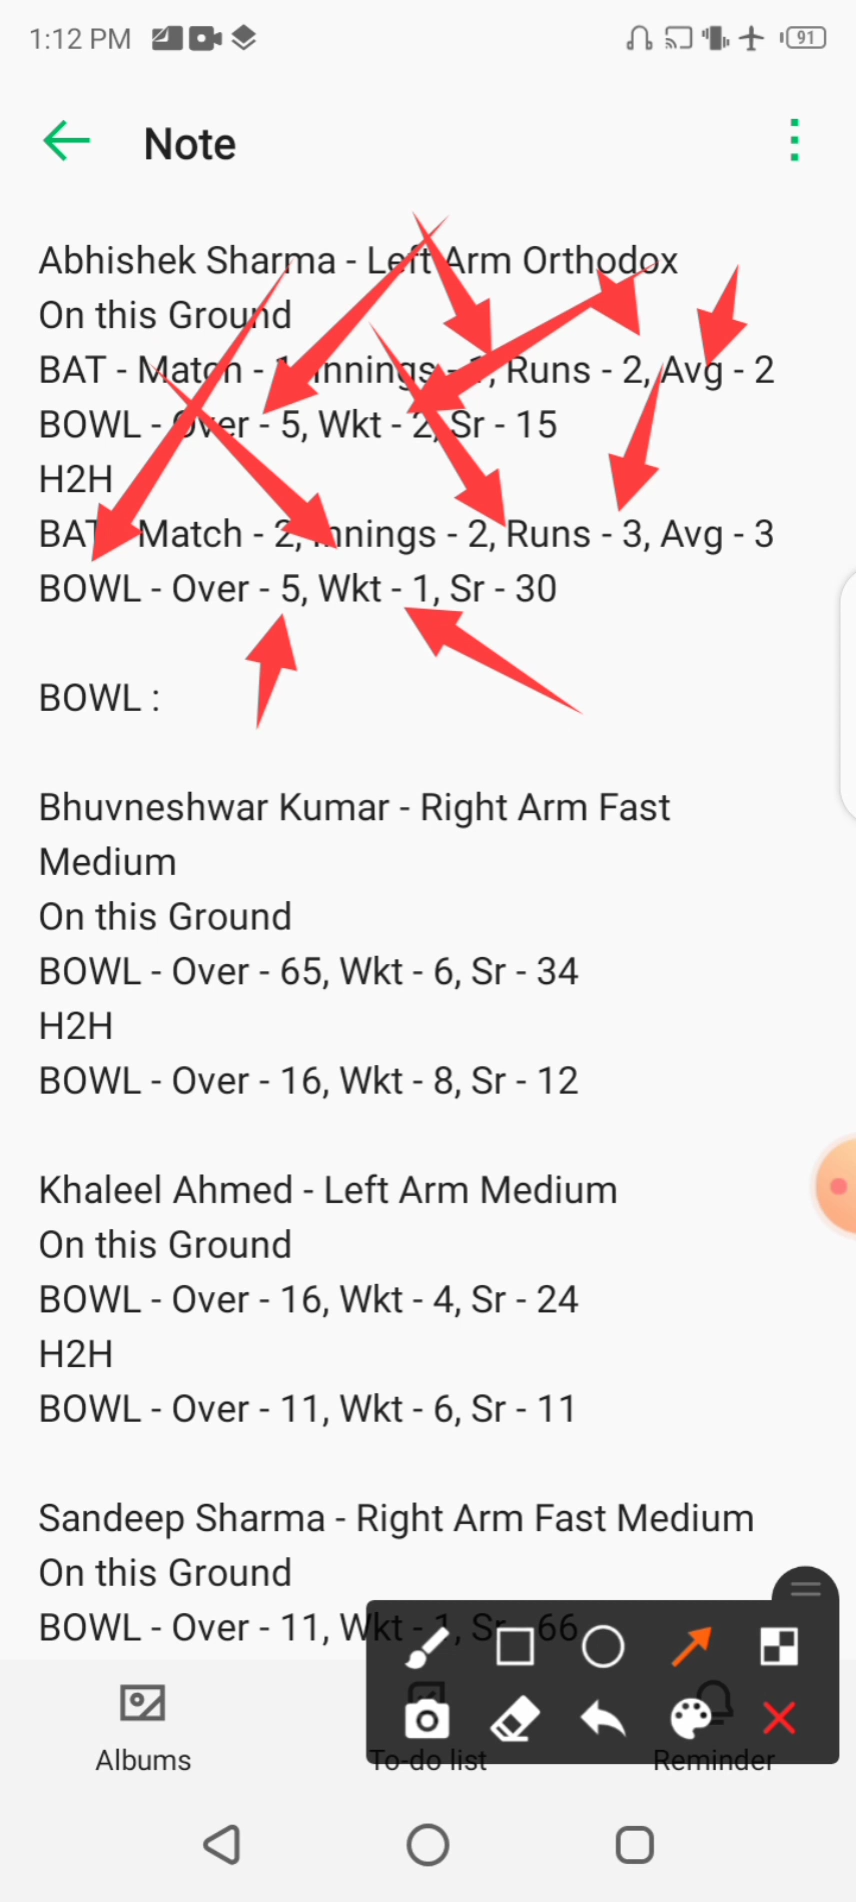 1:12 PM
91
Note
Abhishek Sharma - Left Arm Orthodox
On this Ground
BAT - Match - 1, Innings - 1, Runs - 2, Avg - 2
BOWL - Over - 5, Wkt - 2, Sr - 15
H2H
BAT - Match - 2, Innings - 2, Runs - 3, Avg - 3
BOWL - Over - 5, Wkt - 1, Sr - 30
BOWL :
Bhuvneshwar Kumar - Right Arm Fast
Medium
On this Ground
BOWL - Over - 65, Wkt - 6, Sr - 34
H2H
BOWL - Over - 16, Wkt - 8, Sr - 12
Khaleel Ahmed - Left Arm Medium
On this Ground
BOWL - Over - 16, Wkt - 4, Sr - 24
H2H
BOWL - Over - 11, Wkt - 6, Sr - 11
Sandeep Sharma - Right Arm Fast Medium
On this Ground
BOWL - Over - 11, Wkt - 1, Sr - 66
Albums
To-do list
Reminder